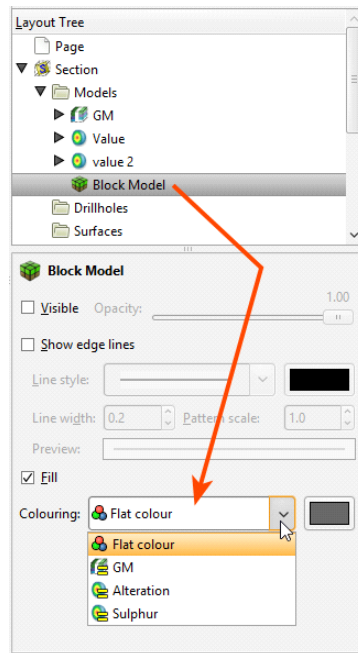 Layout Tree
Page
Section
Models
GM
Value
value 2
Block Model
Drillholes
Surfaces
Block Model
Visible Opacity: 1.00
Show edge lines
Line style:
Line width: 0.2 Pattern scale: 1.0
Preview:
Fill
Colouring: Flat colour
Flat colour
GM
Alteration
Sulphur